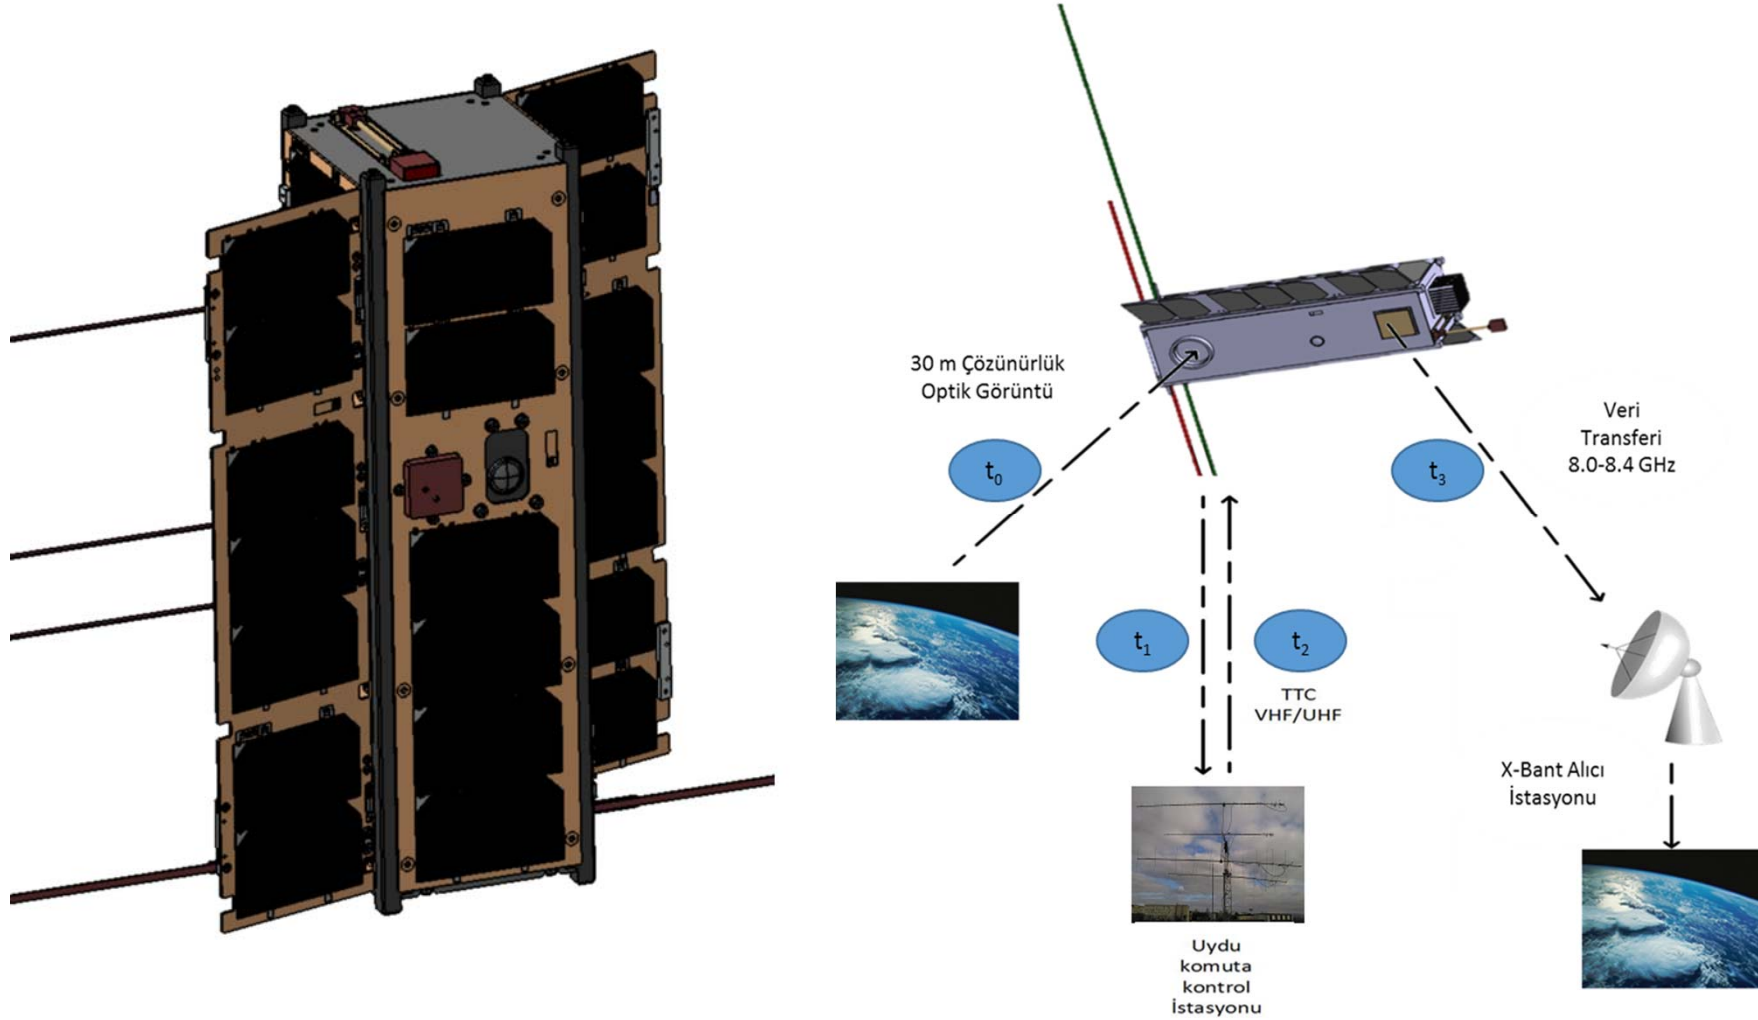 30 m Çözünürlük
Optik Görüntü
t₀
t₃
Veri
Transferi
8.0-8.4 GHz
t₁
t₂
TTC
VHF/UHF
X-Bant Alıcı
İstasyonu
Uydu
komuta
kontrol
İstasyonu